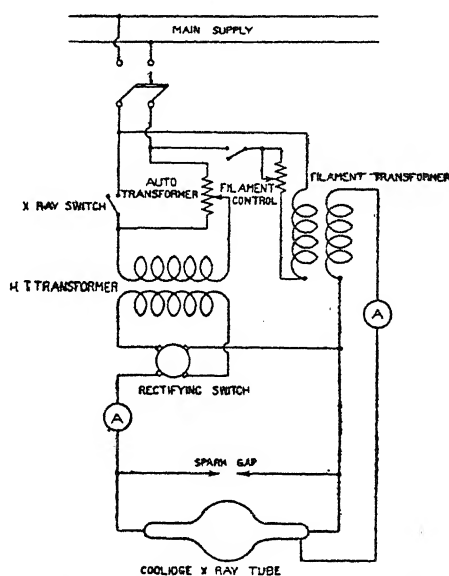 MAIN SUPPLY
AUTO
TRANSFORMER
FILAMENT
CONTROL
FILAMENT TRANSFORMER
X RAY SWITCH
H T TRANSFORMER
A
RECTIFYING SWITCH
A
SPARK GAP
COOLIDGE X RAY TUBE